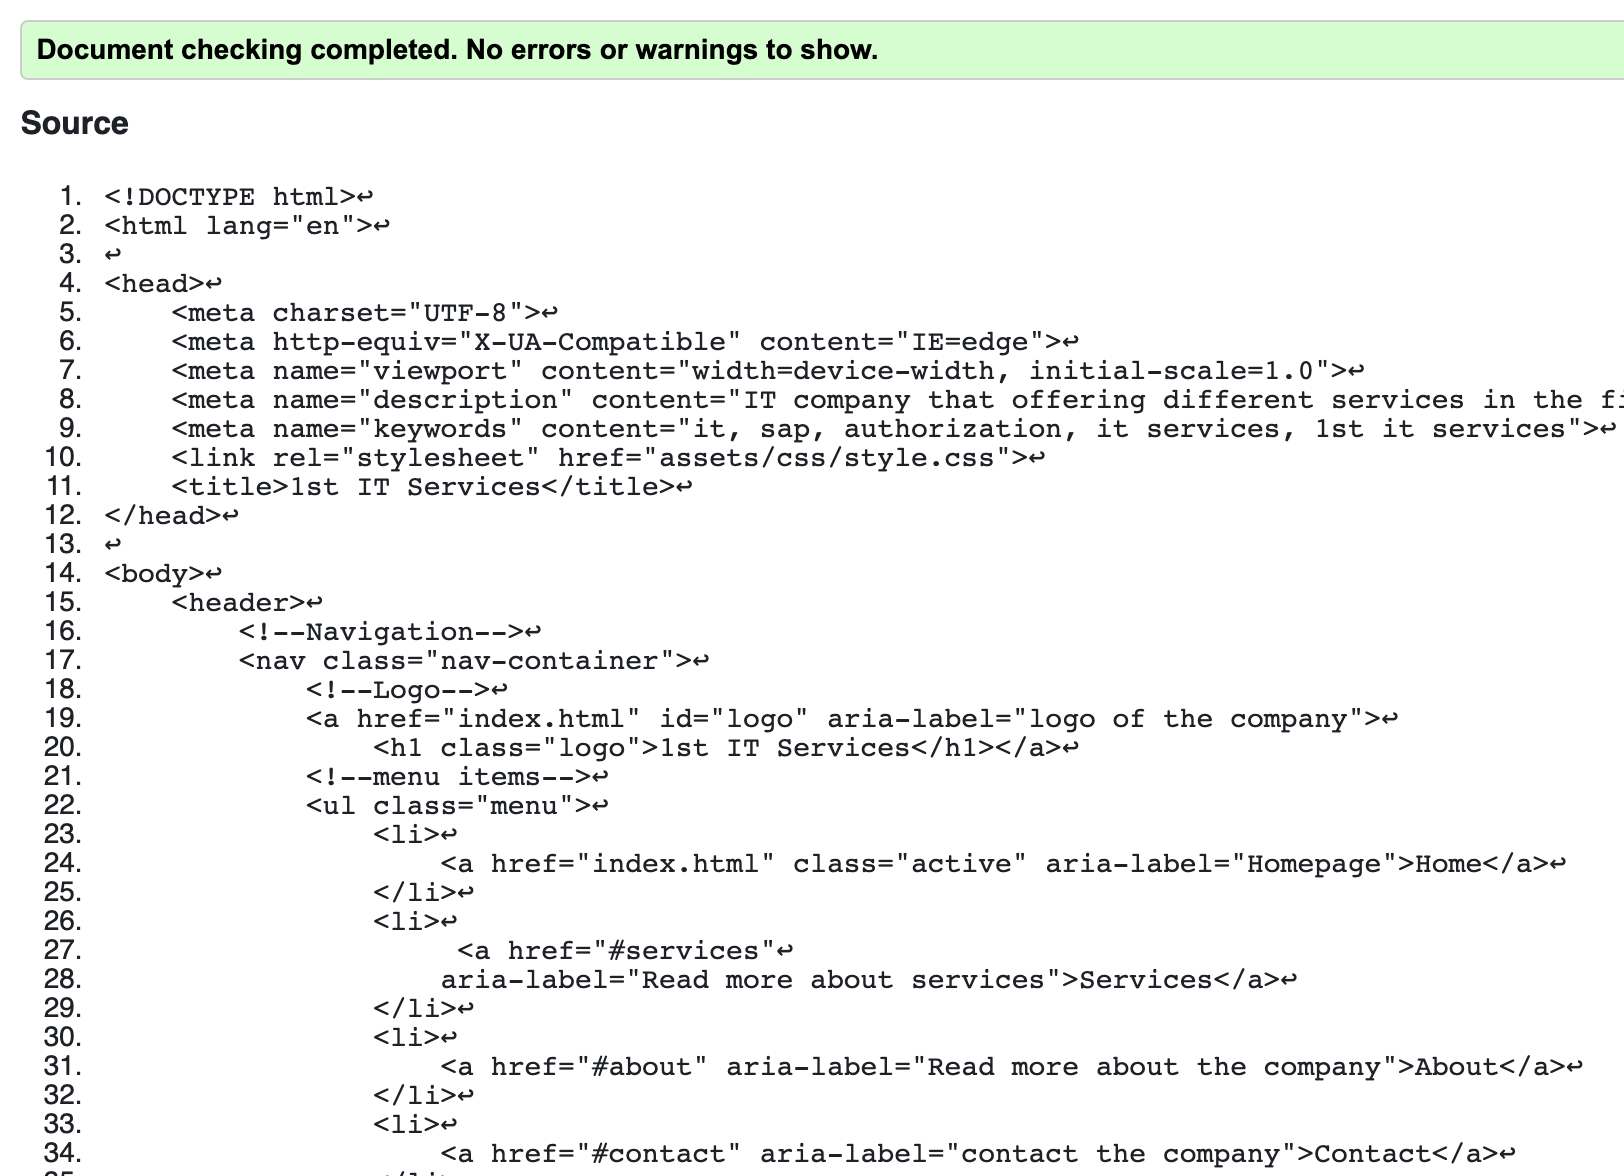 Document checking completed. No errors or warnings to show.
Source
1. <!DOCTYPE html>↩
2. <html lang="en">↩
3. ↩
4. <head>↩
5. <meta charset="UTF-8">↩
6. <meta http-equiv="X-UA-Compatible" content="IE=edge">↩
7. <meta name="viewport" content="width=device-width, initial-scale=1.0">↩
8. <meta name="description" content="IT company that offering different services in the fi
9. <meta name="keywords" content="it, sap, authorization, it services, 1st it services">↩
10. <link rel="stylesheet" href="assets/css/style.css">↩
11. <title>1st IT Services</title>↩
12. </head>↩
13. ↩
14. <body>↩
15. <header>↩
16. <!--Navigation-->↩
17. <nav class="nav-container">↩
18. <!--Logo-->↩
19. <a href="index.html" id="logo" aria-label="logo of the company">↩
20. <h1 class="logo">1st IT Services</h1></a>↩
21. <!--menu items-->↩
22. <ul class="menu">↩
23. <li>↩
24. <a href="index.html" class="active" aria-label="Homepage">Home</a>↩
25. </li>↩
26. <li>↩
27. <a href="#services"↩
28. aria-label="Read more about services">Services</a>↩
29. </li>↩
30. <li>↩
31. <a href="#about" aria-label="Read more about the company">About</a>↩
32. </li>↩
33. <li>↩
34. <a href="#contact" aria-label="contact the company">Contact</a>↩